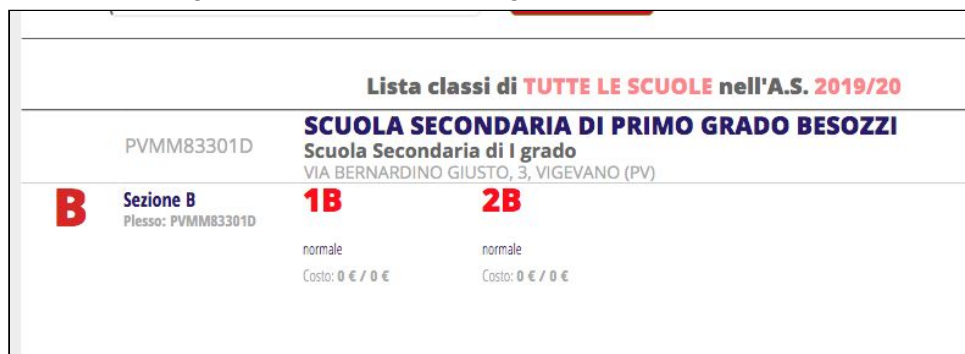 Lista classi di TUTTE LE SCUOLE nell'A.S. 2019/20
PVMM83301D
SCUOLA SECONDARIA DI PRIMO GRADO BESOZZI
Scuola Secondaria di I grado
VIA BERNARDINO GIUSTO, 3, VIGEVANO (PV)
B
Sezione B
Plesso: PVMM83301D
1B
2B
normale
normale
Costo: 0 € / 0 €
Costo: 0 € / 0 €